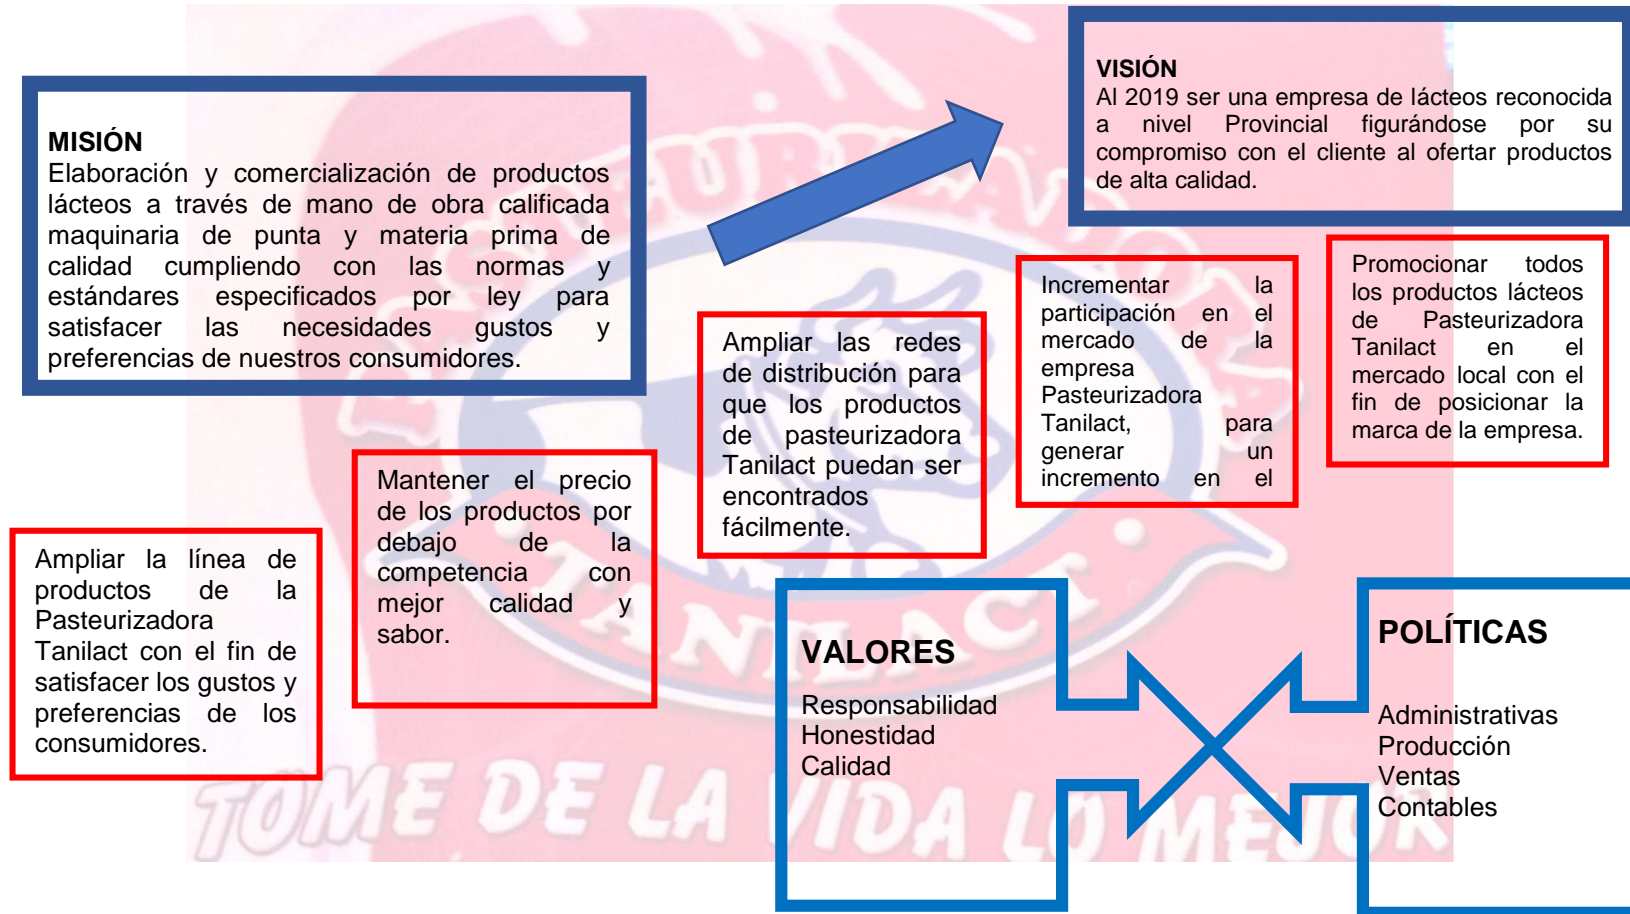 MISIÓN
Elaboración y comercialización de productos
lácteos a través de mano de obra calificada
maquinaria de punta y materia prima de
calidad cumpliendo con las normas y
estándares especificados por ley para
satisfacer las necesidades gustos y
preferencias de nuestros consumidores.
VISIÓN
Al 2019 ser una empresa de lácteos reconocida
a nivel Provincial figurándose por su
compromiso con el cliente al ofertar productos
de alta calidad.
Ampliar la línea de
productos de la
Pasteurizadora
Tanilact con el fin de
satisfacer los gustos y
preferencias de los
consumidores.
Mantener el precio
de los productos por
debajo de la
competencia con
mejor calidad y
sabor.
Ampliar las redes
de distribución para
que los productos
de pasteurizadora
Tanilact puedan ser
encontrados
fácilmente.
Incrementar la
participación en el
mercado de la
empresa
Pasteurizadora
Tanilact, para
generar un
incremento en el
Promocionar todos
los productos lácteos
de Pasteurizadora
Tanilact en el
mercado local con el
fin de posicionar la
marca de la empresa.
VALORES
Responsabilidad
Honestidad
Calidad
POLÍTICAS
Administrativas
Producción
Ventas
Contables
PASTEURIZADORA
TANILACT
TOME DE LA VIDA LO MEJOR